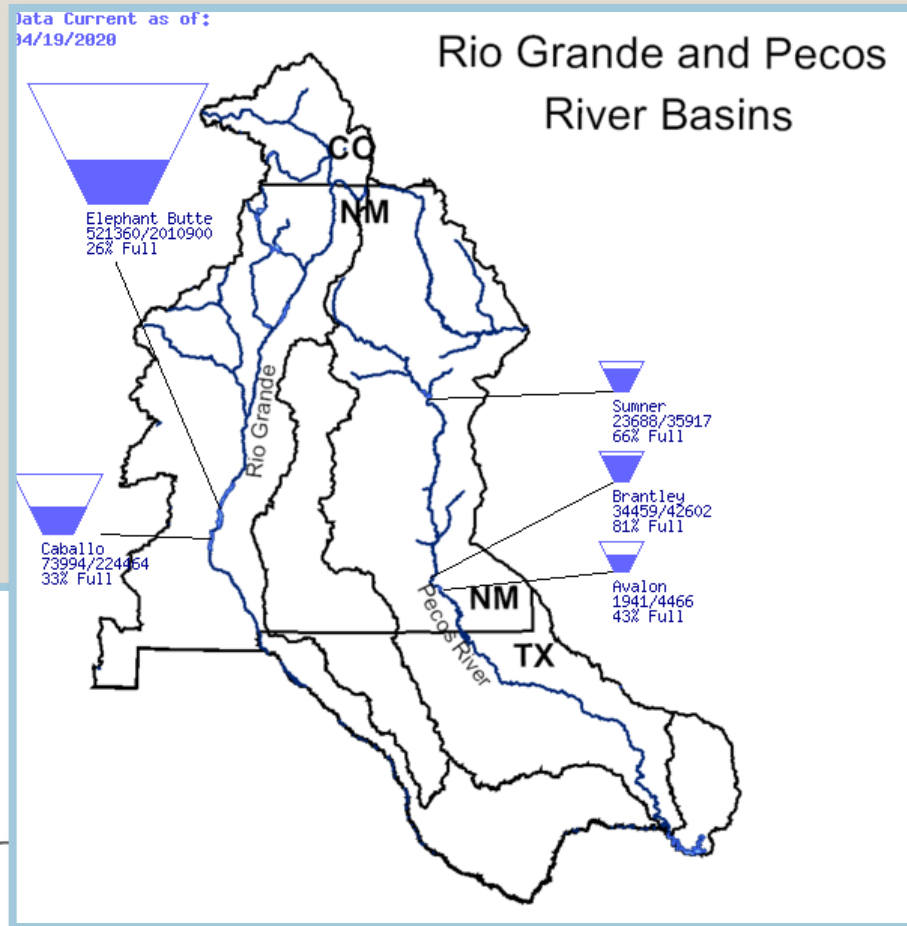 Data Current as of:
04/19/2020
Rio Grande and Pecos
River Basins
CO
NM
Elephant Butte
521360/2010900
26% Full
Rio Grande
Sumner
23688/35917
66% Full
Brantley
34459/42602
81% Full
Caballo
73994/224464
33% Full
Avalon
1941/4466
43% Full
NM
Pecos River
TX